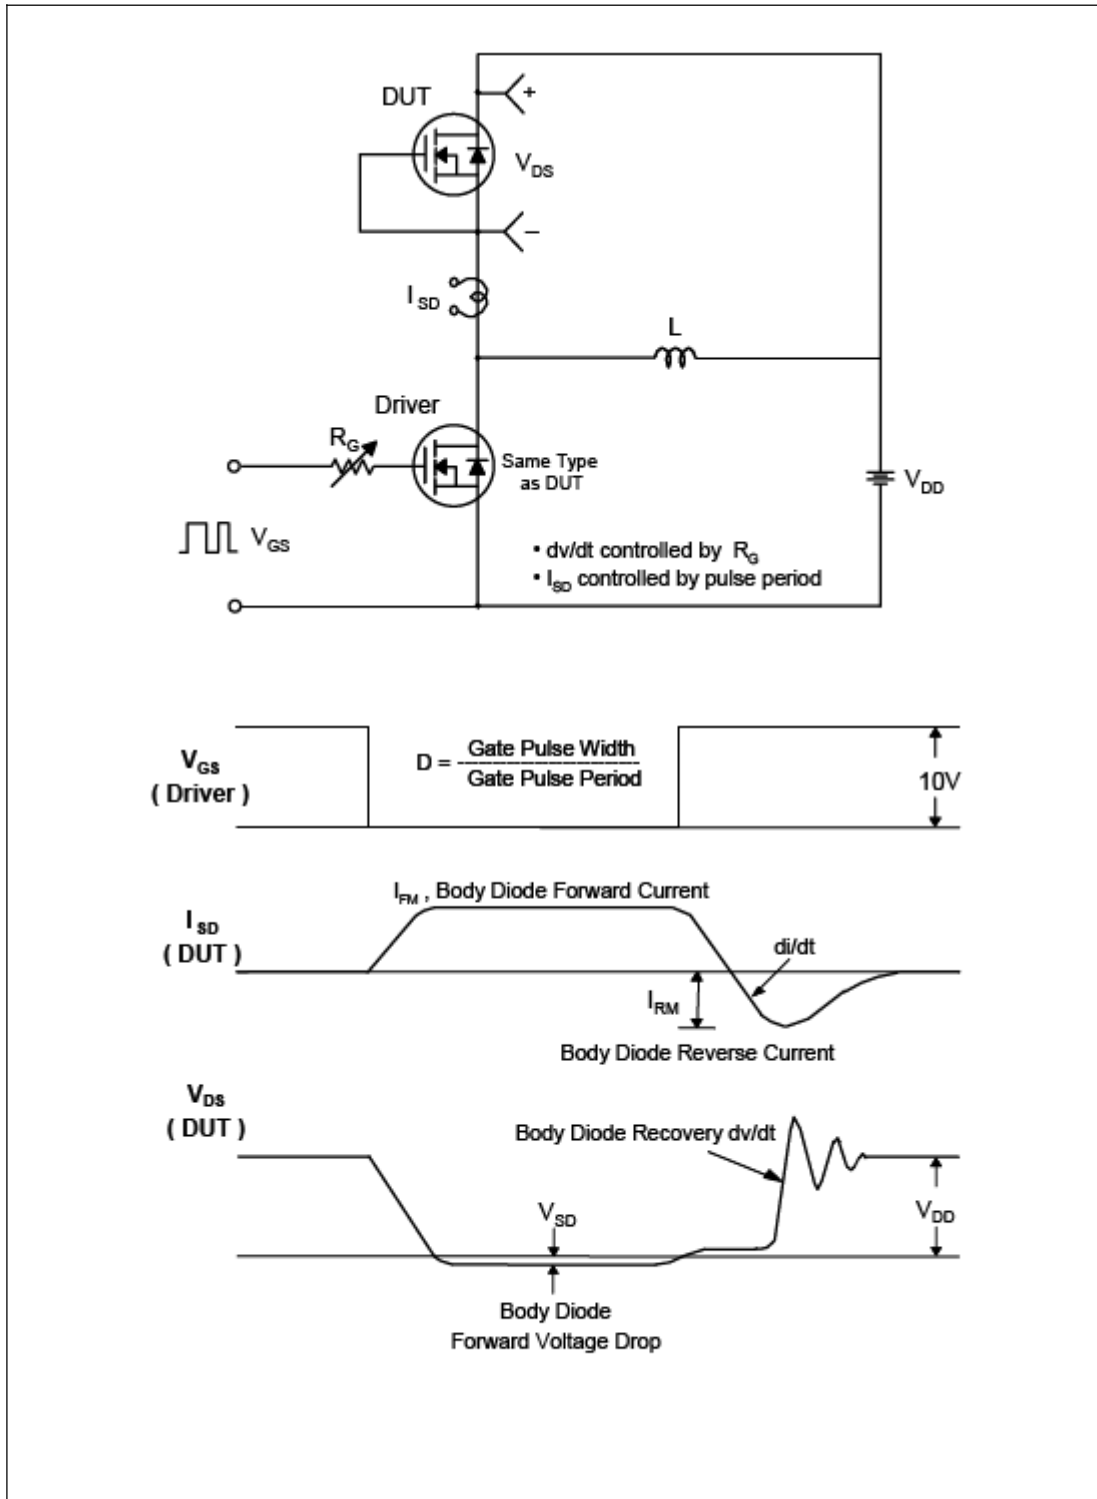 DUT
+
V_DS
–
I_SD
L
Driver
R_G
Same Type
as DUT
V_DD
V_GS
• dv/dt controlled by R_G
• I_SD controlled by pulse period
V_GS
( Driver )
D = Gate Pulse Width
Gate Pulse Period
10V
I_FM , Body Diode Forward Current
I_SD
( DUT )
di/dt
I_RM
Body Diode Reverse Current
V_DS
( DUT )
Body Diode Recovery dv/dt
V_SD
V_DD
Body Diode
Forward Voltage Drop